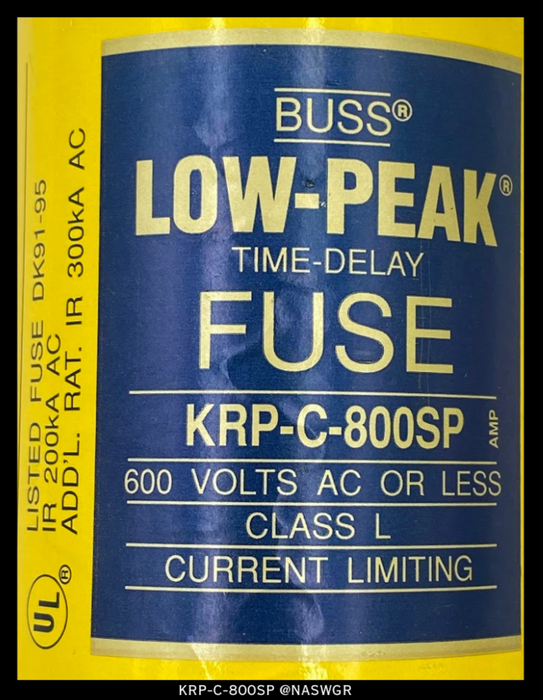 BUSS®
LOW-PEAK®
TIME-DELAY
FUSE
KRP-C-800SP AMP
600 VOLTS AC OR LESS
CLASS L
CURRENT LIMITING
UL®
LISTED FUSE DK91-95
IR 200kA AC
ADD'L. RAT. IR 300kA AC
KRP-C-800SP @NASWGR